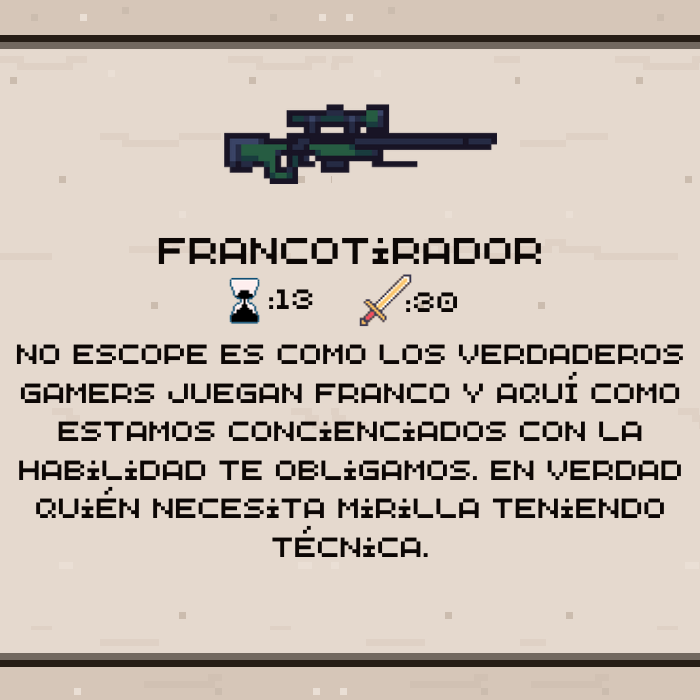 FRANCOTiRADOR
:13 :30
NO ESCOPE ES COMO LOS VERDADEROS
GAMERS JUEGAN FRANCO Y AQUÍ COMO
ESTAMOS CONCiENCiADOS CON LA
HABiLiDAD TE OBLiGAMOS. EN VERDAD
QUiÉN NECESiTA MiRiLLA TENiENDO
TÉCNiCA.